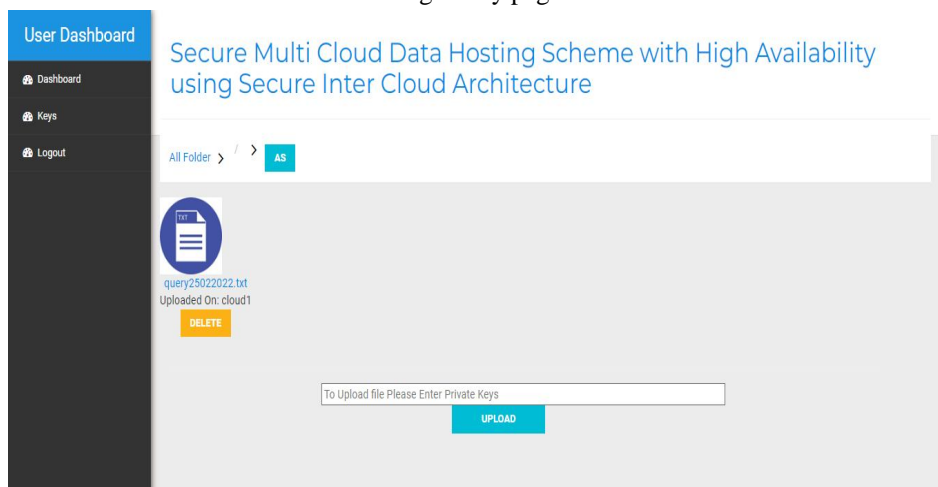 User Dashboard
Dashboard
Keys
Logout
Secure Multi Cloud Data Hosting Scheme with High Availability
using Secure Inter Cloud Architecture
All Folder > / > AS
TXT
query25022022.txt
Uploaded On: cloud1
DELETE
To Upload file Please Enter Private Keys
UPLOAD